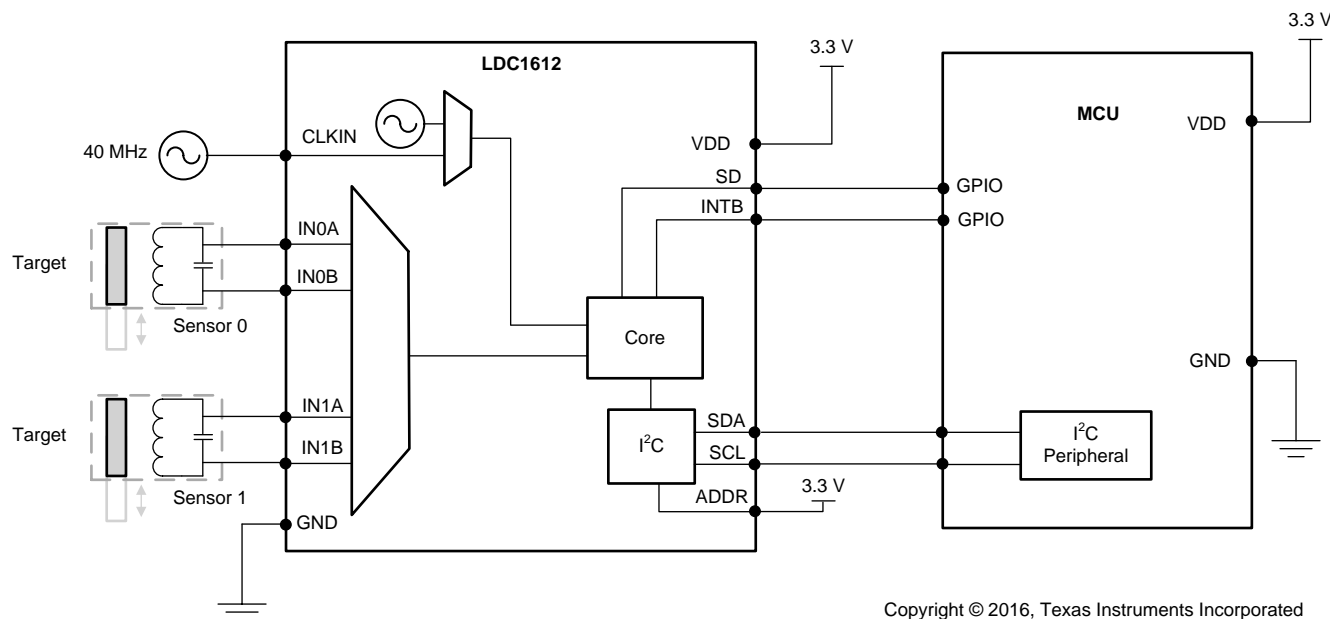 3.3 V
3.3 V
LDC1612
MCU
CLKIN
40 MHz
VDD
VDD
SD
GPIO
INTB
GPIO
IN0A
Target
IN0B
Sensor 0
Core
GND
IN1A
SDA
Target
I²C
I²C
Peripheral
IN1B
SCL
Sensor 1
ADDR
3.3 V
GND
Copyright © 2016, Texas Instruments Incorporated